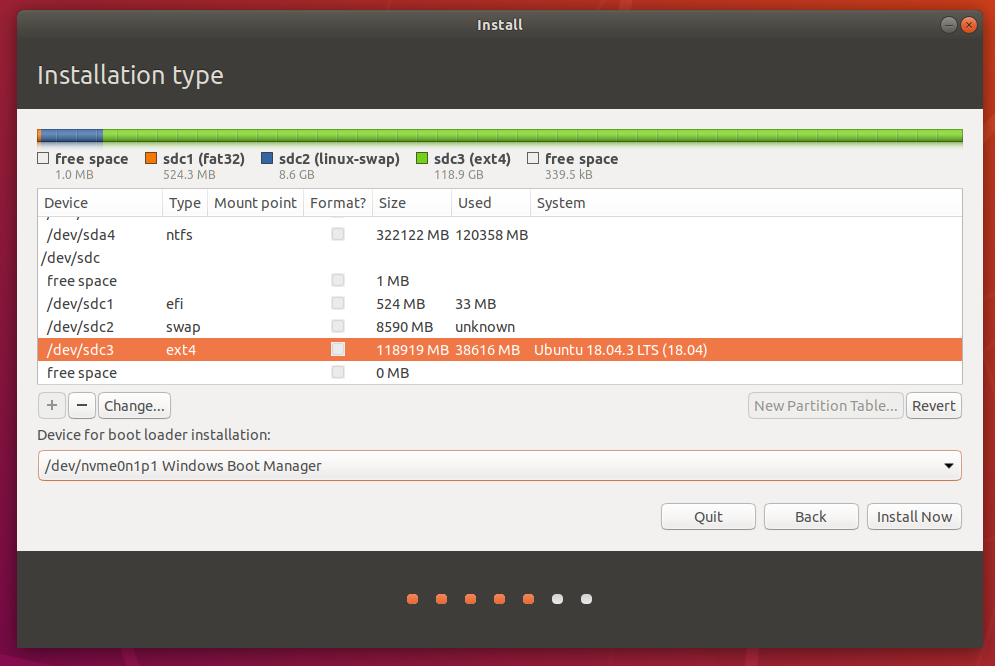 Install
Installation type
free space sdc1 (fat32) sdc2 (linux-swap) sdc3 (ext4) free space
1.0 MB 524.3 MB 8.6 GB 118.9 GB 339.5 kB
Device Type Mount point Format? Size Used System
/dev/sda4 ntfs 322122 MB 120358 MB
/dev/sdc
free space 1 MB
/dev/sdc1 efi 524 MB 33 MB
/dev/sdc2 swap 8590 MB unknown
/dev/sdc3 ext4 118919 MB 38616 MB Ubuntu 18.04.3 LTS (18.04)
free space 0 MB
+ − Change... New Partition Table... Revert
Device for boot loader installation:
/dev/nvme0n1p1 Windows Boot Manager
Quit Back Install Now